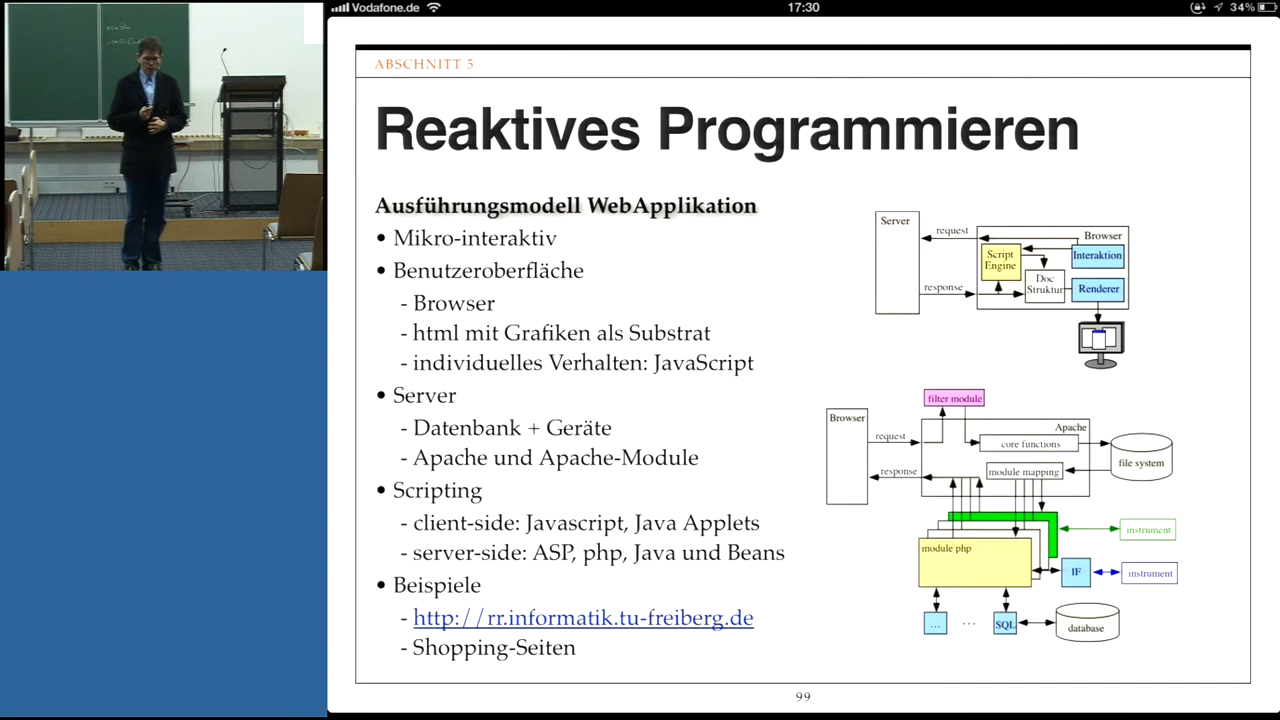 Vodafone.de
17:30
34%
ABSCHNITT 5
Reaktives Programmieren
Ausführungsmodell WebApplikation
• Mikro-interaktiv
• Benutzeroberfläche
- Browser
- html mit Grafiken als Substrat
- individuelles Verhalten: JavaScript
• Server
- Datenbank + Geräte
- Apache und Apache-Module
• Scripting
- client-side: Javascript, Java Applets
- server-side: ASP, php, Java und Beans
• Beispiele
- http://rr.informatik.tu-freiberg.de
- Shopping-Seiten
Server
request
Browser
Script
Engine
Interaktion
Doc
Struktur
response
Renderer
filter module
Browser
Apache
request
core functions
file system
response
module mapping
instrument
module php
IF
instrument
...
...
SQL
database
99